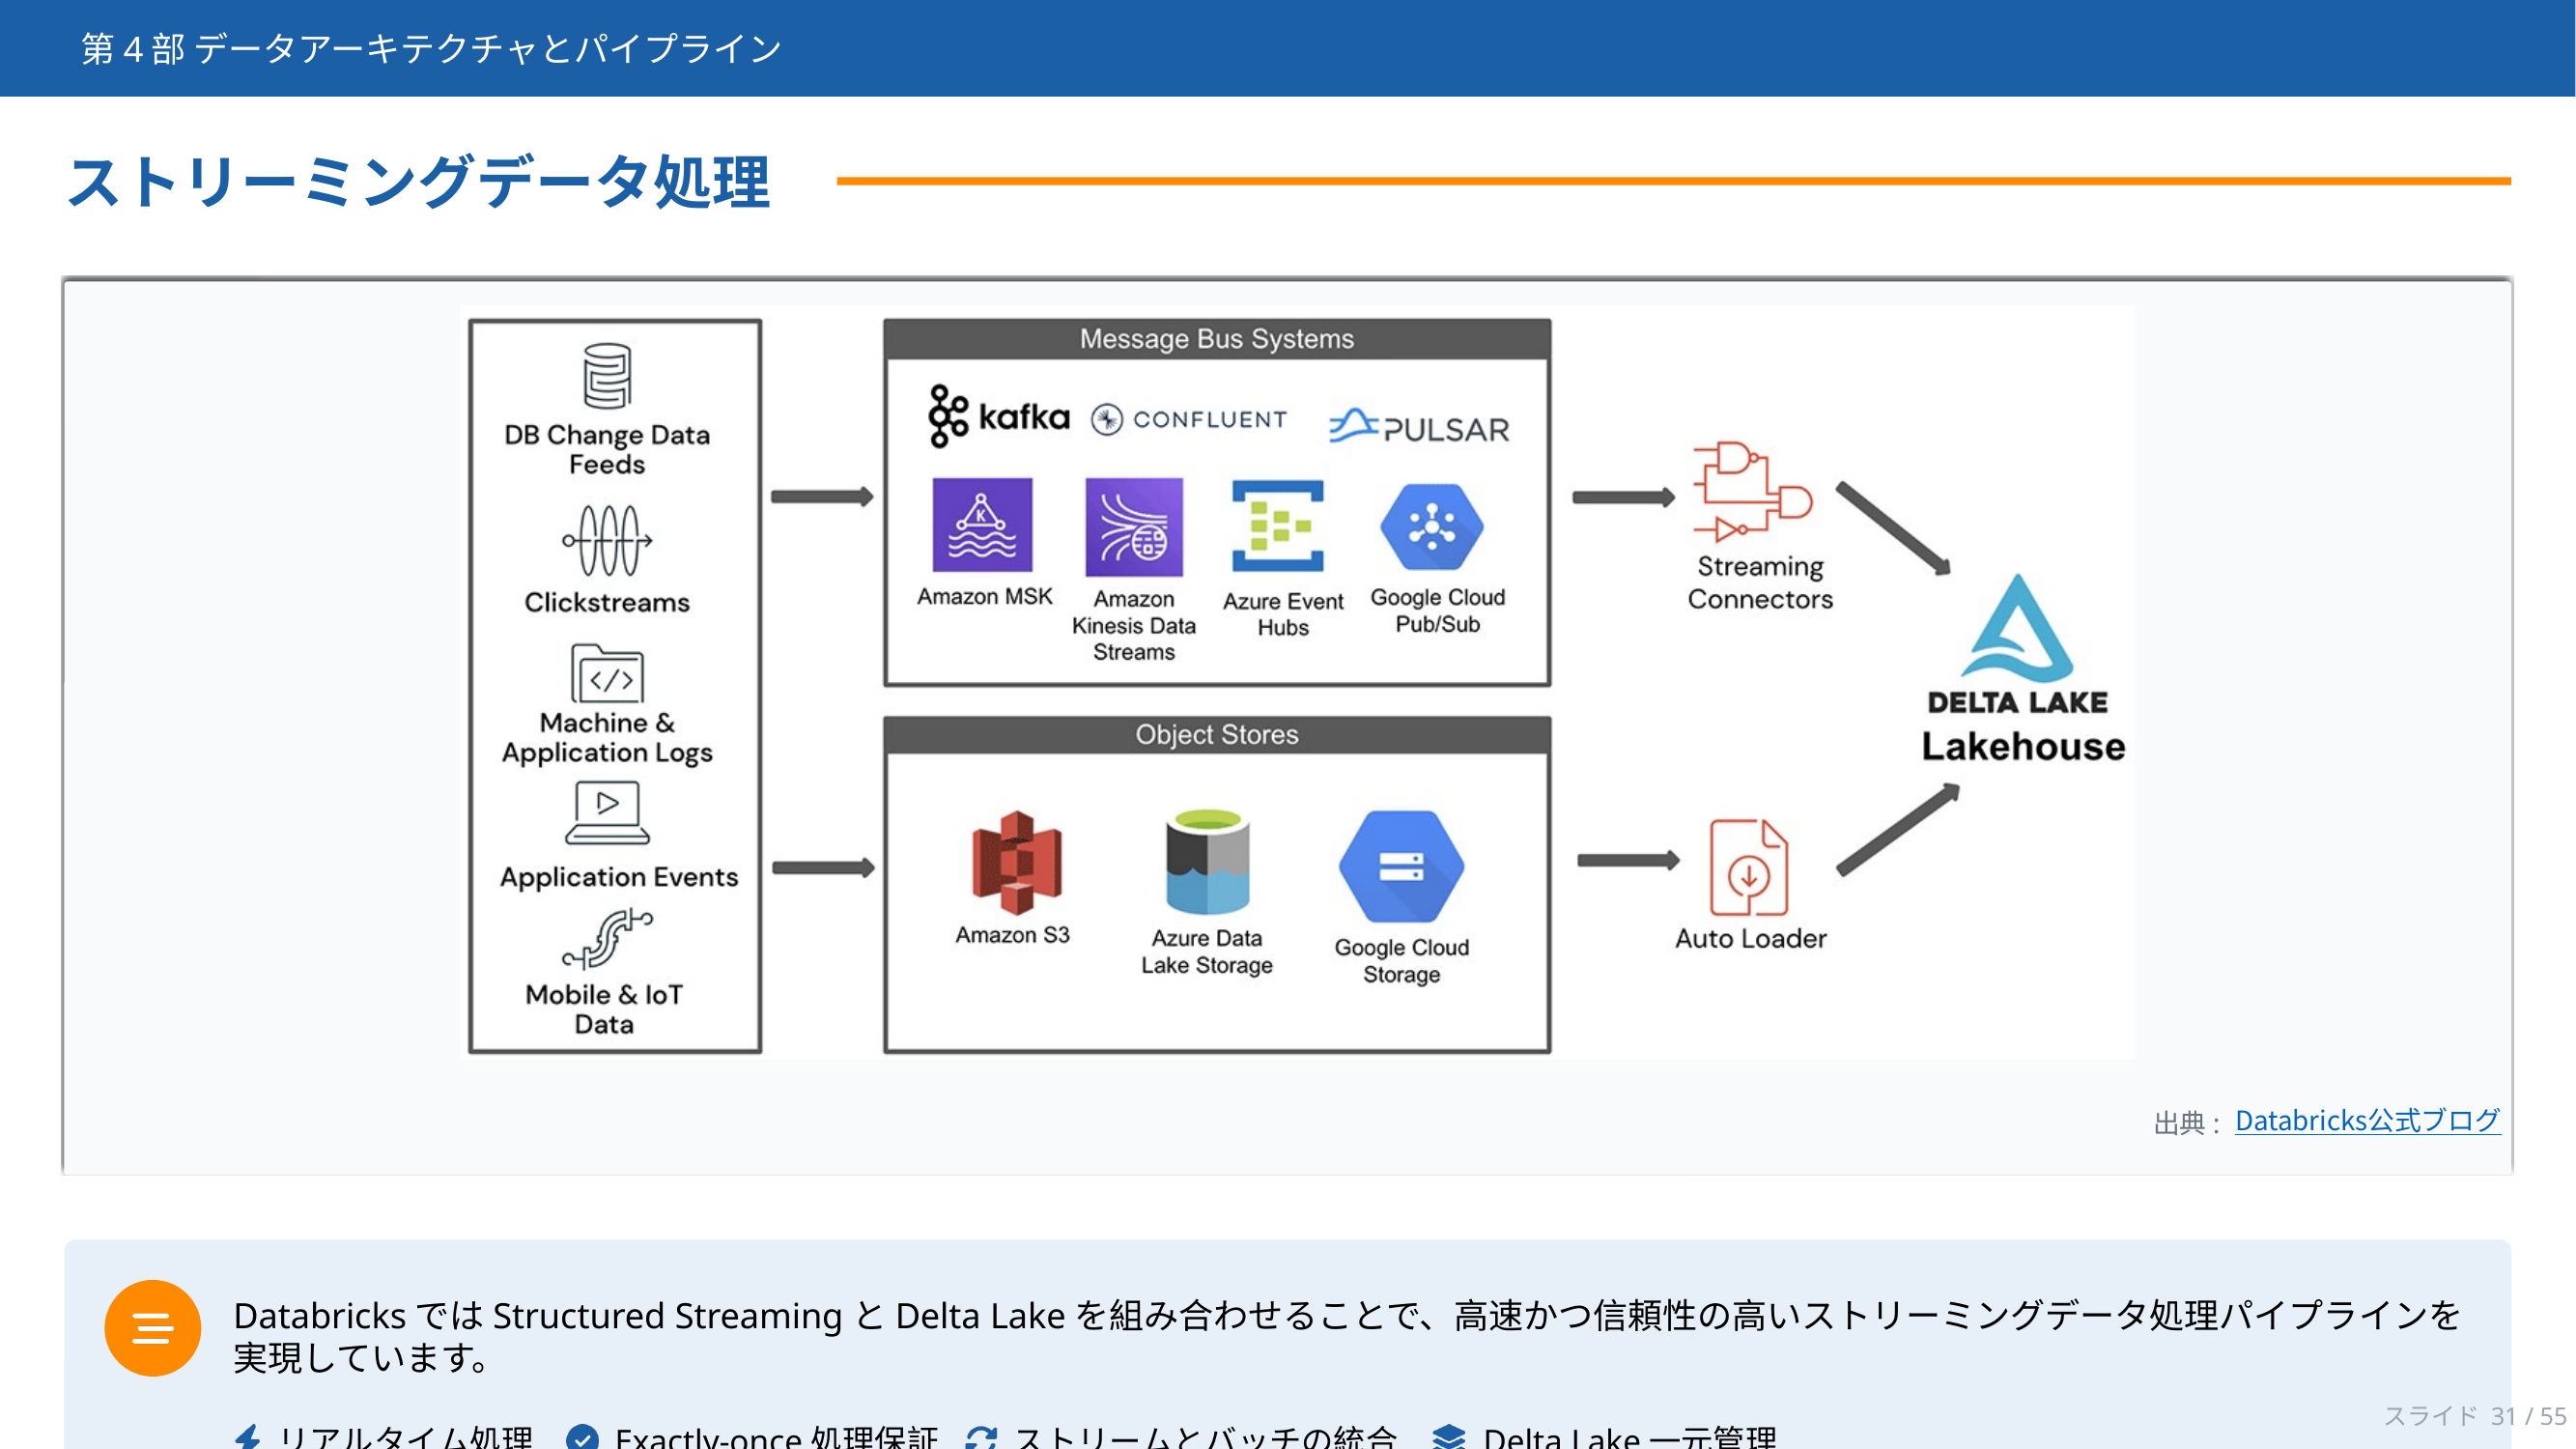 第 4 部 データアーキテクチャとパイプライン
ストリーミングデータ処理
DB Change Data
Feeds
Clickstreams
Machine &
Application Logs
Application Events
Mobile & IoT
Data
Message Bus Systems
kafka
CONFLUENT
PULSAR
K
Amazon MSK
Amazon
Kinesis Data
Streams
Azure Event
Hubs
Google Cloud
Pub/Sub
Object Stores
Amazon S3
Azure Data
Lake Storage
Google Cloud
Storage
Streaming
Connectors
Auto Loader
DELTA LAKE
Lakehouse
出典 : Databricks公式ブログ
Databricks では Structured Streaming と Delta Lake を組み合わせることで、高速かつ信頼性の高いストリーミングデータ処理パイプラインを
実現しています。
リアルタイム処理 Exactly-once 処理保証 ストリームとバッチの統合 Delta Lake 一元管理
スライド 31 / 55